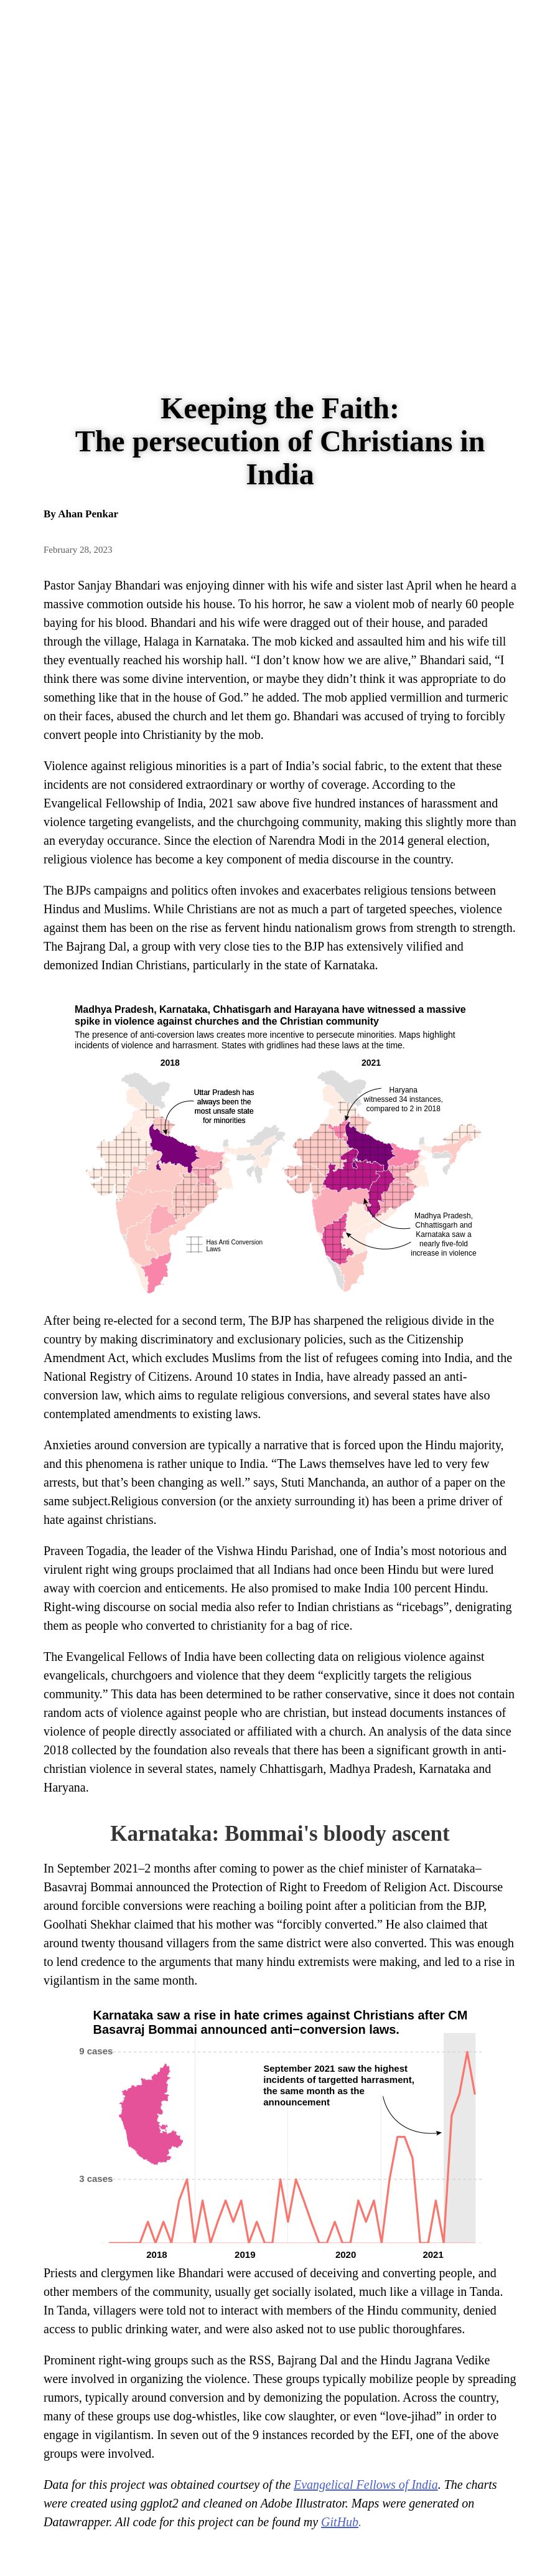 Keeping the Faith:
The persecution of Christians in
India
By Ahan Penkar
February 28, 2023
Pastor Sanjay Bhandari was enjoying dinner with his wife and sister last April when he heard a
massive commotion outside his house. To his horror, he saw a violent mob of nearly 60 people
baying for his blood. Bhandari and his wife were dragged out of their house, and paraded
through the village, Halaga in Karnataka. The mob kicked and assaulted him and his wife till
they eventually reached his worship hall. “I don’t know how we are alive,” Bhandari said, “I
think there was some divine intervention, or maybe they didn’t think it was appropriate to do
something like that in the house of God.” he added. The mob applied vermillion and turmeric
on their faces, abused the church and let them go. Bhandari was accused of trying to forcibly
convert people into Christianity by the mob.
Violence against religious minorities is a part of India’s social fabric, to the extent that these
incidents are not considered extraordinary or worthy of coverage. According to the
Evangelical Fellowship of India, 2021 saw above five hundred instances of harassment and
violence targeting evangelists, and the churchgoing community, making this slightly more than
an everyday occurance. Since the election of Narendra Modi in the 2014 general election,
religious violence has become a key component of media discourse in the country.
The BJPs campaigns and politics often invokes and exacerbates religious tensions between
Hindus and Muslims. While Christians are not as much a part of targeted speeches, violence
against them has been on the rise as fervent hindu nationalism grows from strength to strength.
The Bajrang Dal, a group with very close ties to the BJP has extensively vilified and
demonized Indian Christians, particularly in the state of Karnataka.
Madhya Pradesh, Karnataka, Chhatisgarh and Harayana have witnessed a massive
spike in violence against churches and the Christian community
The presence of anti-coversion laws creates more incentive to persecute minorities. Maps highlight
incidents of violence and harrasment. States with gridlines had these laws at the time.
2018
2021
Uttar Pradesh has
always been the
most unsafe state
for minorities
Haryana
witnessed 34 instances,
compared to 2 in 2018
Madhya Pradesh,
Chhattisgarh and
Karnataka saw a
nearly five-fold
increase in violence
Has Anti Conversion
Laws
After being re-elected for a second term, The BJP has sharpened the religious divide in the
country by making discriminatory and exclusionary policies, such as the Citizenship
Amendment Act, which excludes Muslims from the list of refugees coming into India, and the
National Registry of Citizens. Around 10 states in India, have already passed an anti-
conversion law, which aims to regulate religious conversions, and several states have also
contemplated amendments to existing laws.
Anxieties around conversion are typically a narrative that is forced upon the Hindu majority,
and this phenomena is rather unique to India. “The Laws themselves have led to very few
arrests, but that’s been changing as well.” says, Stuti Manchanda, an author of a paper on the
same subject.Religious conversion (or the anxiety surrounding it) has been a prime driver of
hate against christians.
Praveen Togadia, the leader of the Vishwa Hindu Parishad, one of India’s most notorious and
virulent right wing groups proclaimed that all Indians had once been Hindu but were lured
away with coercion and enticements. He also promised to make India 100 percent Hindu.
Right-wing discourse on social media also refer to Indian christians as “ricebags”, denigrating
them as people who converted to christianity for a bag of rice.
The Evangelical Fellows of India have been collecting data on religious violence against
evangelicals, churchgoers and violence that they deem “explicitly targets the religious
community.” This data has been determined to be rather conservative, since it does not contain
random acts of violence against people who are christian, but instead documents instances of
violence of people directly associated or affiliated with a church. An analysis of the data since
2018 collected by the foundation also reveals that there has been a significant growth in anti-
christian violence in several states, namely Chhattisgarh, Madhya Pradesh, Karnataka and
Haryana.
Karnataka: Bommai's bloody ascent
In September 2021–2 months after coming to power as the chief minister of Karnataka–
Basavraj Bommai announced the Protection of Right to Freedom of Religion Act. Discourse
around forcible conversions were reaching a boiling point after a politician from the BJP,
Goolhati Shekhar claimed that his mother was “forcibly converted.” He also claimed that
around twenty thousand villagers from the same district were also converted. This was enough
to lend credence to the arguments that many hindu extremists were making, and led to a rise in
vigilantism in the same month.
Karnataka saw a rise in hate crimes against Christians after CM
Basavraj Bommai announced anti−conversion laws.
9 cases
September 2021 saw the highest
incidents of targetted harrasment,
the same month as the
announcement
3 cases
2018
2019
2020
2021
Priests and clergymen like Bhandari were accused of deceiving and converting people, and
other members of the community, usually get socially isolated, much like a village in Tanda.
In Tanda, villagers were told not to interact with members of the Hindu community, denied
access to public drinking water, and were also asked not to use public thoroughfares.
Prominent right-wing groups such as the RSS, Bajrang Dal and the Hindu Jagrana Vedike
were involved in organizing the violence. These groups typically mobilize people by spreading
rumors, typically around conversion and by demonizing the population. Across the country,
many of these groups use dog-whistles, like cow slaughter, or even “love-jihad” in order to
engage in vigilantism. In seven out of the 9 instances recorded by the EFI, one of the above
groups were involved.
Data for this project was obtained courtsey of the Evangelical Fellows of India. The charts
were created using ggplot2 and cleaned on Adobe Illustrator. Maps were generated on
Datawrapper. All code for this project can be found my GitHub.